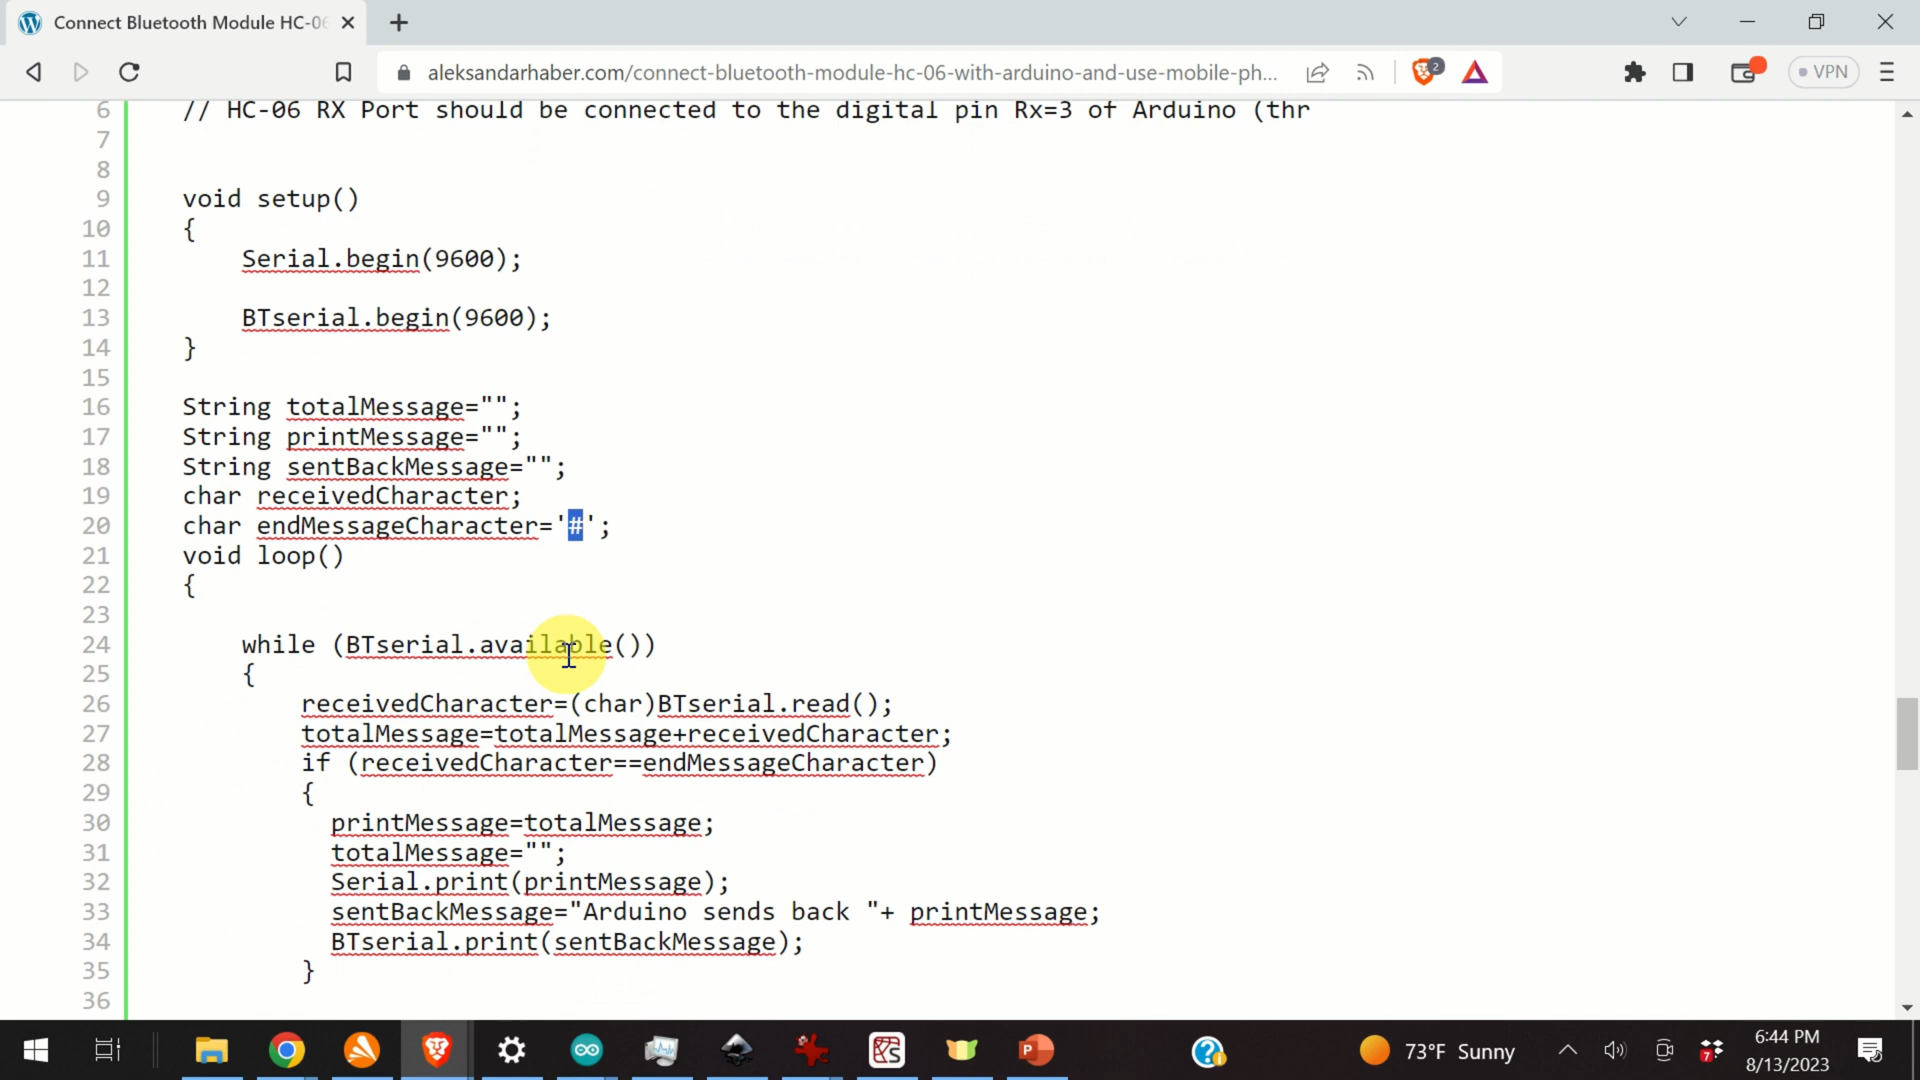 Connect Bluetooth Module HC-06
aleksandarhaber.com/connect-bluetooth-module-hc-06-with-arduino-and-use-mobile-ph...
2
VPN
6 // HC-06 RX Port should be connected to the digital pin Rx=3 of Arduino (thr
7
8
9 void setup()
10 {
11 Serial.begin(9600);
12
13 BTserial.begin(9600);
14 }
15
16 String totalMessage="";
17 String printMessage="";
18 String sentBackMessage="";
19 char receivedCharacter;
20 char endMessageCharacter='#';
21 void loop()
22 {
23
24 while (BTserial.available())
25 {
26 receivedCharacter=(char)BTserial.read();
27 totalMessage=totalMessage+receivedCharacter;
28 if (receivedCharacter==endMessageCharacter)
29 {
30 printMessage=totalMessage;
31 totalMessage="";
32 Serial.print(printMessage);
33 sentBackMessage="Arduino sends back "+ printMessage;
34 BTserial.print(sentBackMessage);
35 }
36
73°F Sunny
7
6:44 PM
8/13/2023